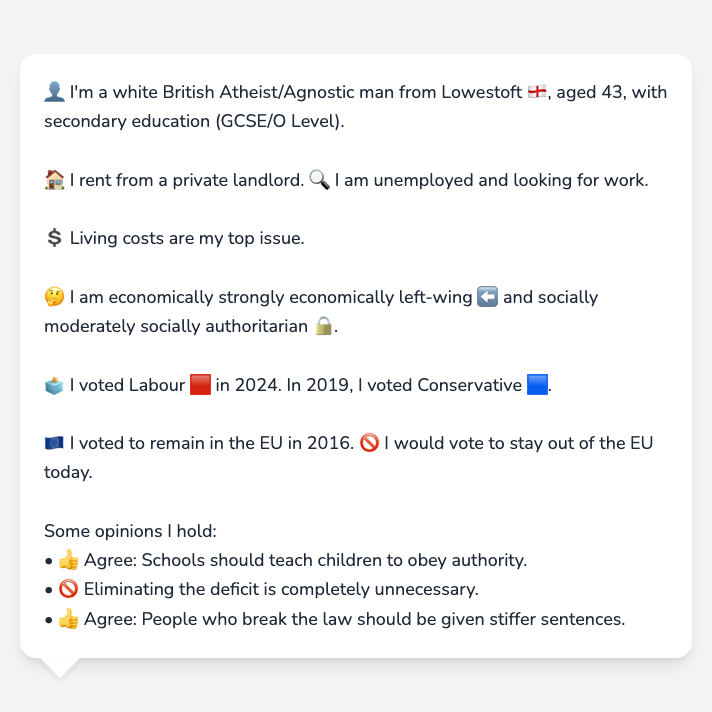 👤 I'm a white British Atheist/Agnostic man from Lowestoft 🏴󠁧󠁢󠁥󠁮󠁧󠁿, aged 43, with
secondary education (GCSE/O Level).
🏠 I rent from a private landlord. 🔍 I am unemployed and looking for work.
💲 Living costs are my top issue.
🤔 I am economically strongly economically left-wing ⬅️ and socially
moderately socially authoritarian 🔒.
🗳️ I voted Labour 🟥 in 2024. In 2019, I voted Conservative 🟦.
🇪🇺 I voted to remain in the EU in 2016. 🚫 I would vote to stay out of the EU
today.
Some opinions I hold:
• 👍 Agree: Schools should teach children to obey authority.
• 🚫 Eliminating the deficit is completely unnecessary.
• 👍 Agree: People who break the law should be given stiffer sentences.